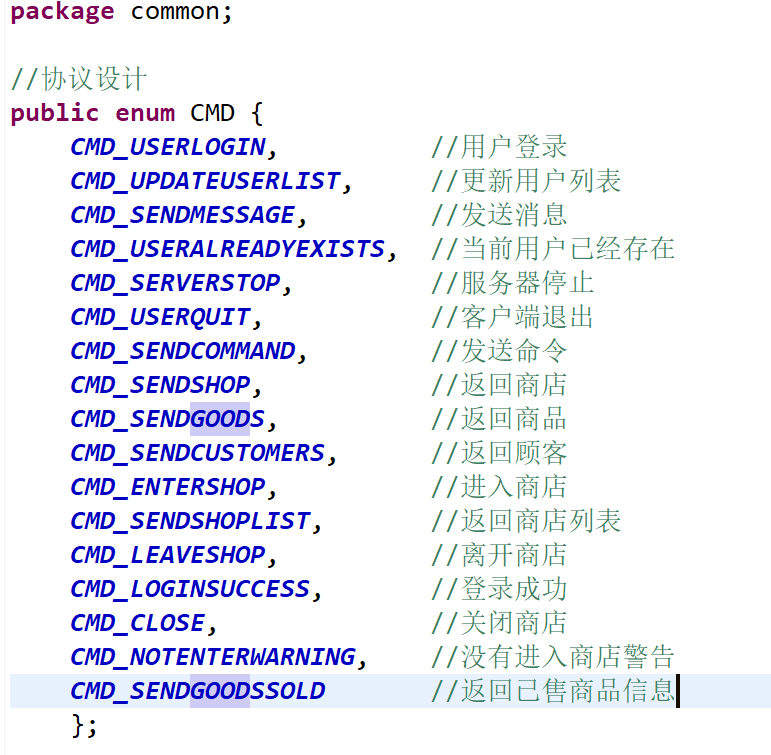 package common;
//协议设计
public enum CMD {
CMD_USERLOGIN, //用户登录
CMD_UPDATEUSERLIST, //更新用户列表
CMD_SENDMESSAGE, //发送消息
CMD_USERALREADYEXISTS, //当前用户已经存在
CMD_SERVERSTOP, //服务器停止
CMD_USERQUIT, //客户端退出
CMD_SENDCOMMAND, //发送命令
CMD_SENDSHOP, //返回商店
CMD_SENDGOODS, //返回商品
CMD_SENDCUSTOMERS, //返回顾客
CMD_ENTERSHOP, //进入商店
CMD_SENDSHOPLIST, //返回商店列表
CMD_LEAVESHOP, //离开商店
CMD_LOGINSUCCESS, //登录成功
CMD_CLOSE, //关闭商店
CMD_NOTENTERWARNING, //没有进入商店警告
CMD_SENDGOODSSOLD //返回已售商品信息
};